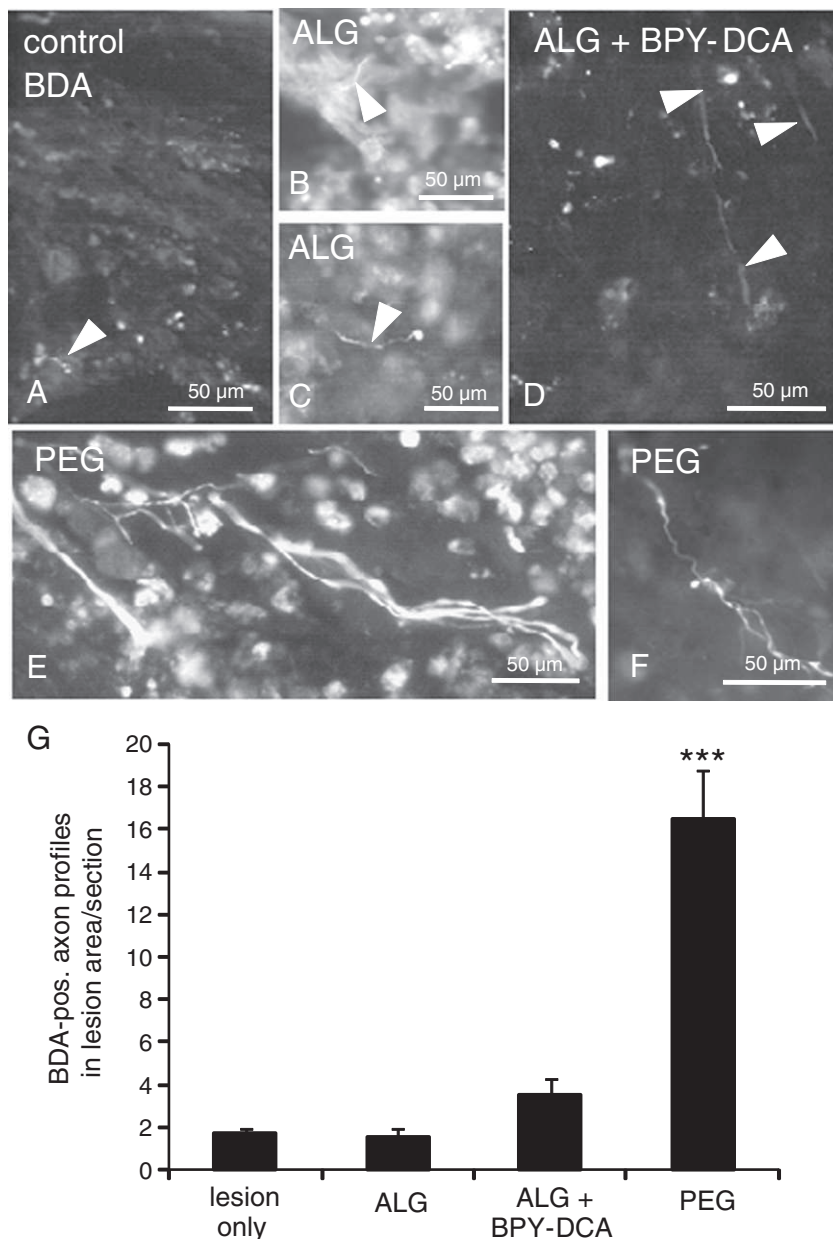 control
BDA
A
50 µm
ALG
B
50 µm
ALG
C
50 µm
ALG + BPY-DCA
D
50 µm
PEG
E
50 µm
PEG
F
50 µm
G
BDA-pos. axon profiles
in lesion area/section
20
18
16
14
12
10
8
6
4
2
0
***
lesion
only
ALG
ALG +
BPY-DCA
PEG